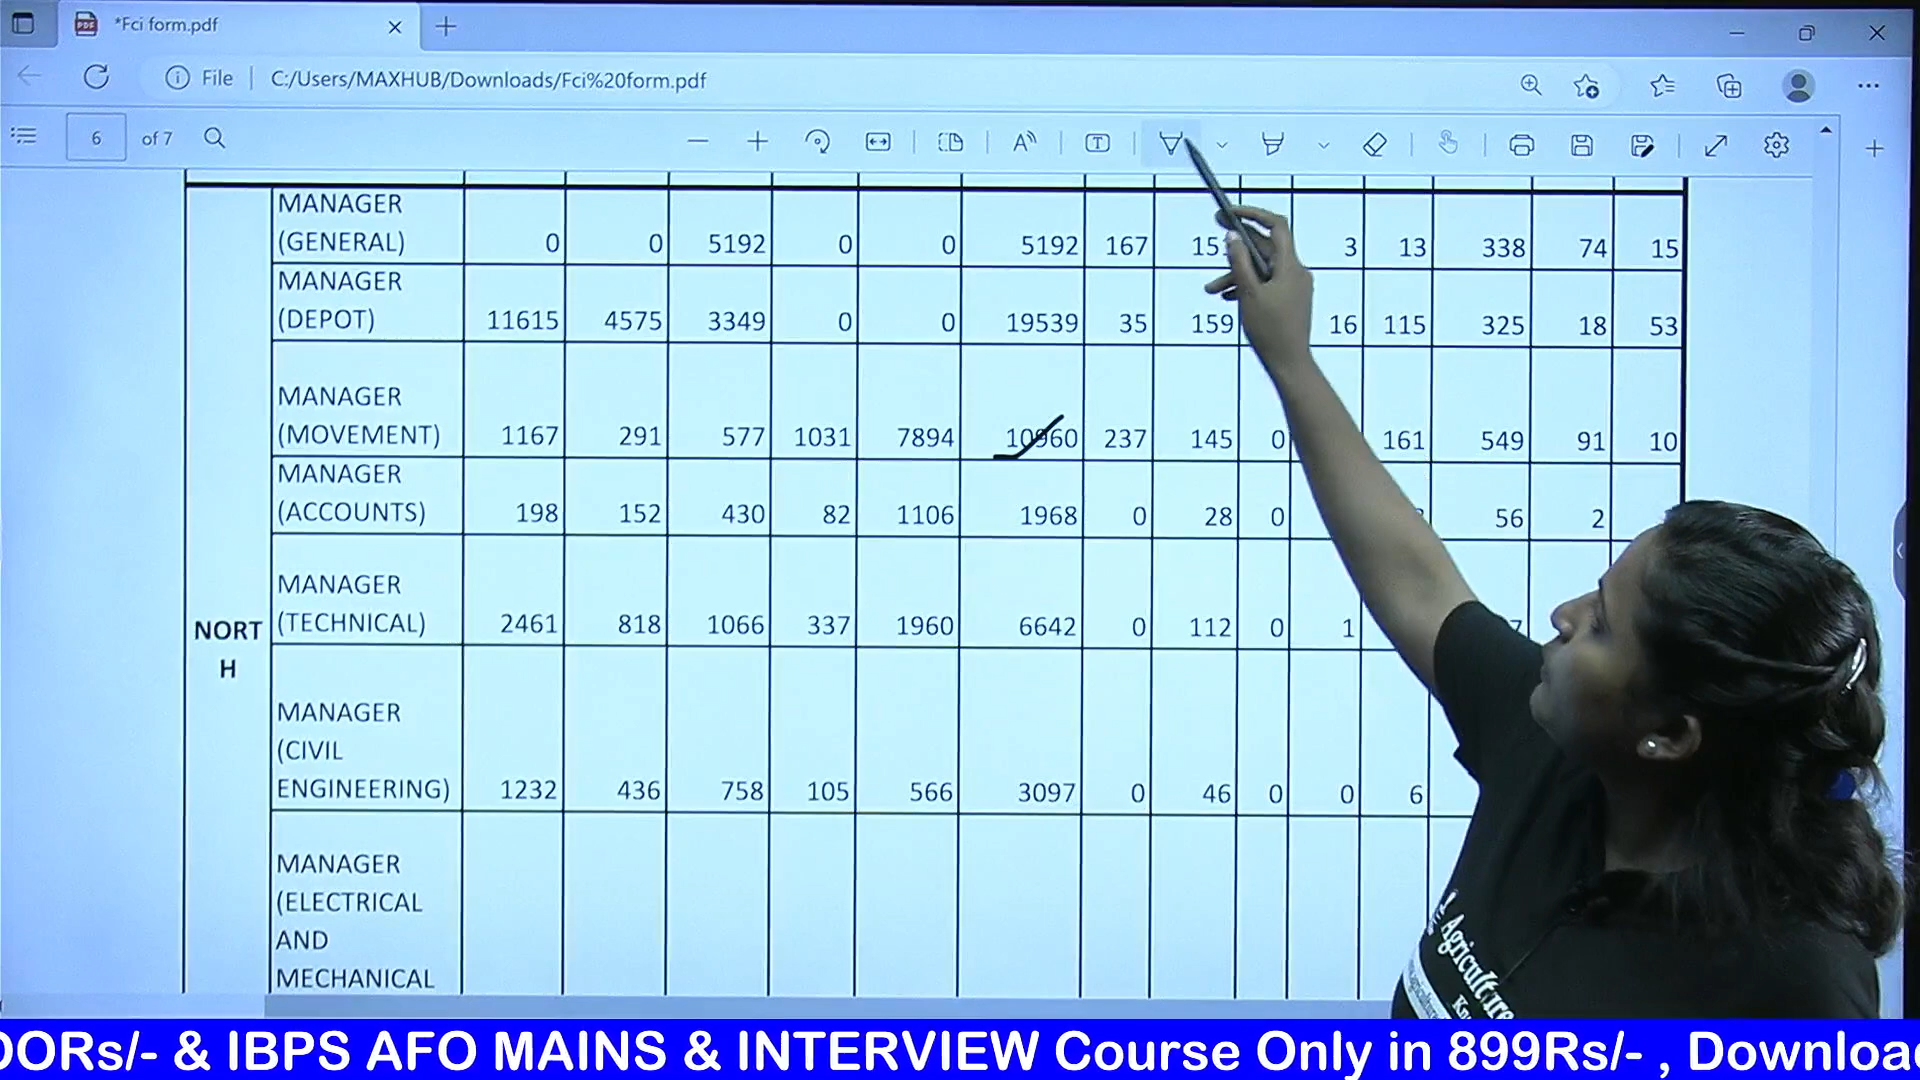 *Fci form.pdf
File C:/Users/MAXHUB/Downloads/Fci%20form.pdf
6 of 7
MANAGER
(GENERAL) 0 0 5192 0 0 5192 167 151 3 13 338 74 15
MANAGER
(DEPOT) 11615 4575 3349 0 0 19539 35 159 16 115 325 18 53
MANAGER
(MOVEMENT) 1167 291 577 1031 7894 10960 237 145 0 161 549 91 10
MANAGER
(ACCOUNTS) 198 152 430 82 1106 1968 0 28 0 56 2
NORT
H
MANAGER
(TECHNICAL) 2461 818 1066 337 1960 6642 0 112 0 1 7
MANAGER
(CIVIL
ENGINEERING) 1232 436 758 105 566 3097 0 46 0 0 6
MANAGER
(ELECTRICAL
AND
MECHANICAL
Agriculture
OORs/- & IBPS AFO MAINS & INTERVIEW Course Only in 899Rs/- , Downloa